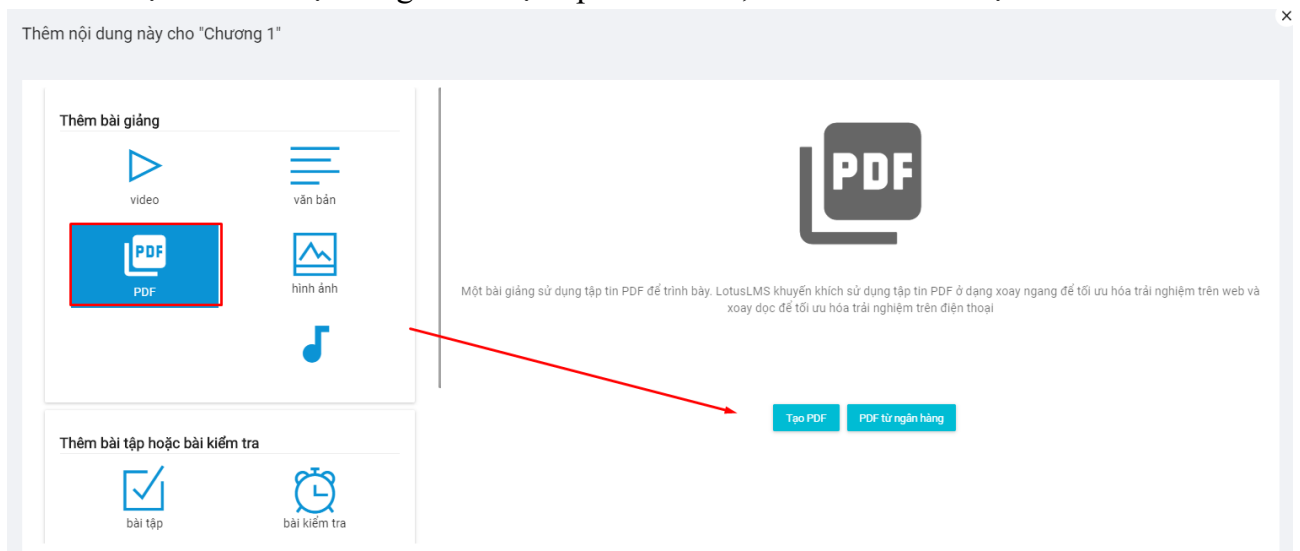 Thêm nội dung này cho "Chương 1"
×
Thêm bài giảng
video
văn bản
PDF
PDF
hình ảnh
Thêm bài tập hoặc bài kiểm tra
bài tập
bài kiểm tra
PDF
Một bài giảng sử dụng tập tin PDF để trình bày. LotusLMS khuyến khích sử dụng tập tin PDF ở dạng xoay ngang để tối ưu hóa trải nghiệm trên web và
xoay dọc để tối ưu hóa trải nghiệm trên điện thoại
Tạo PDF
PDF từ ngân hàng